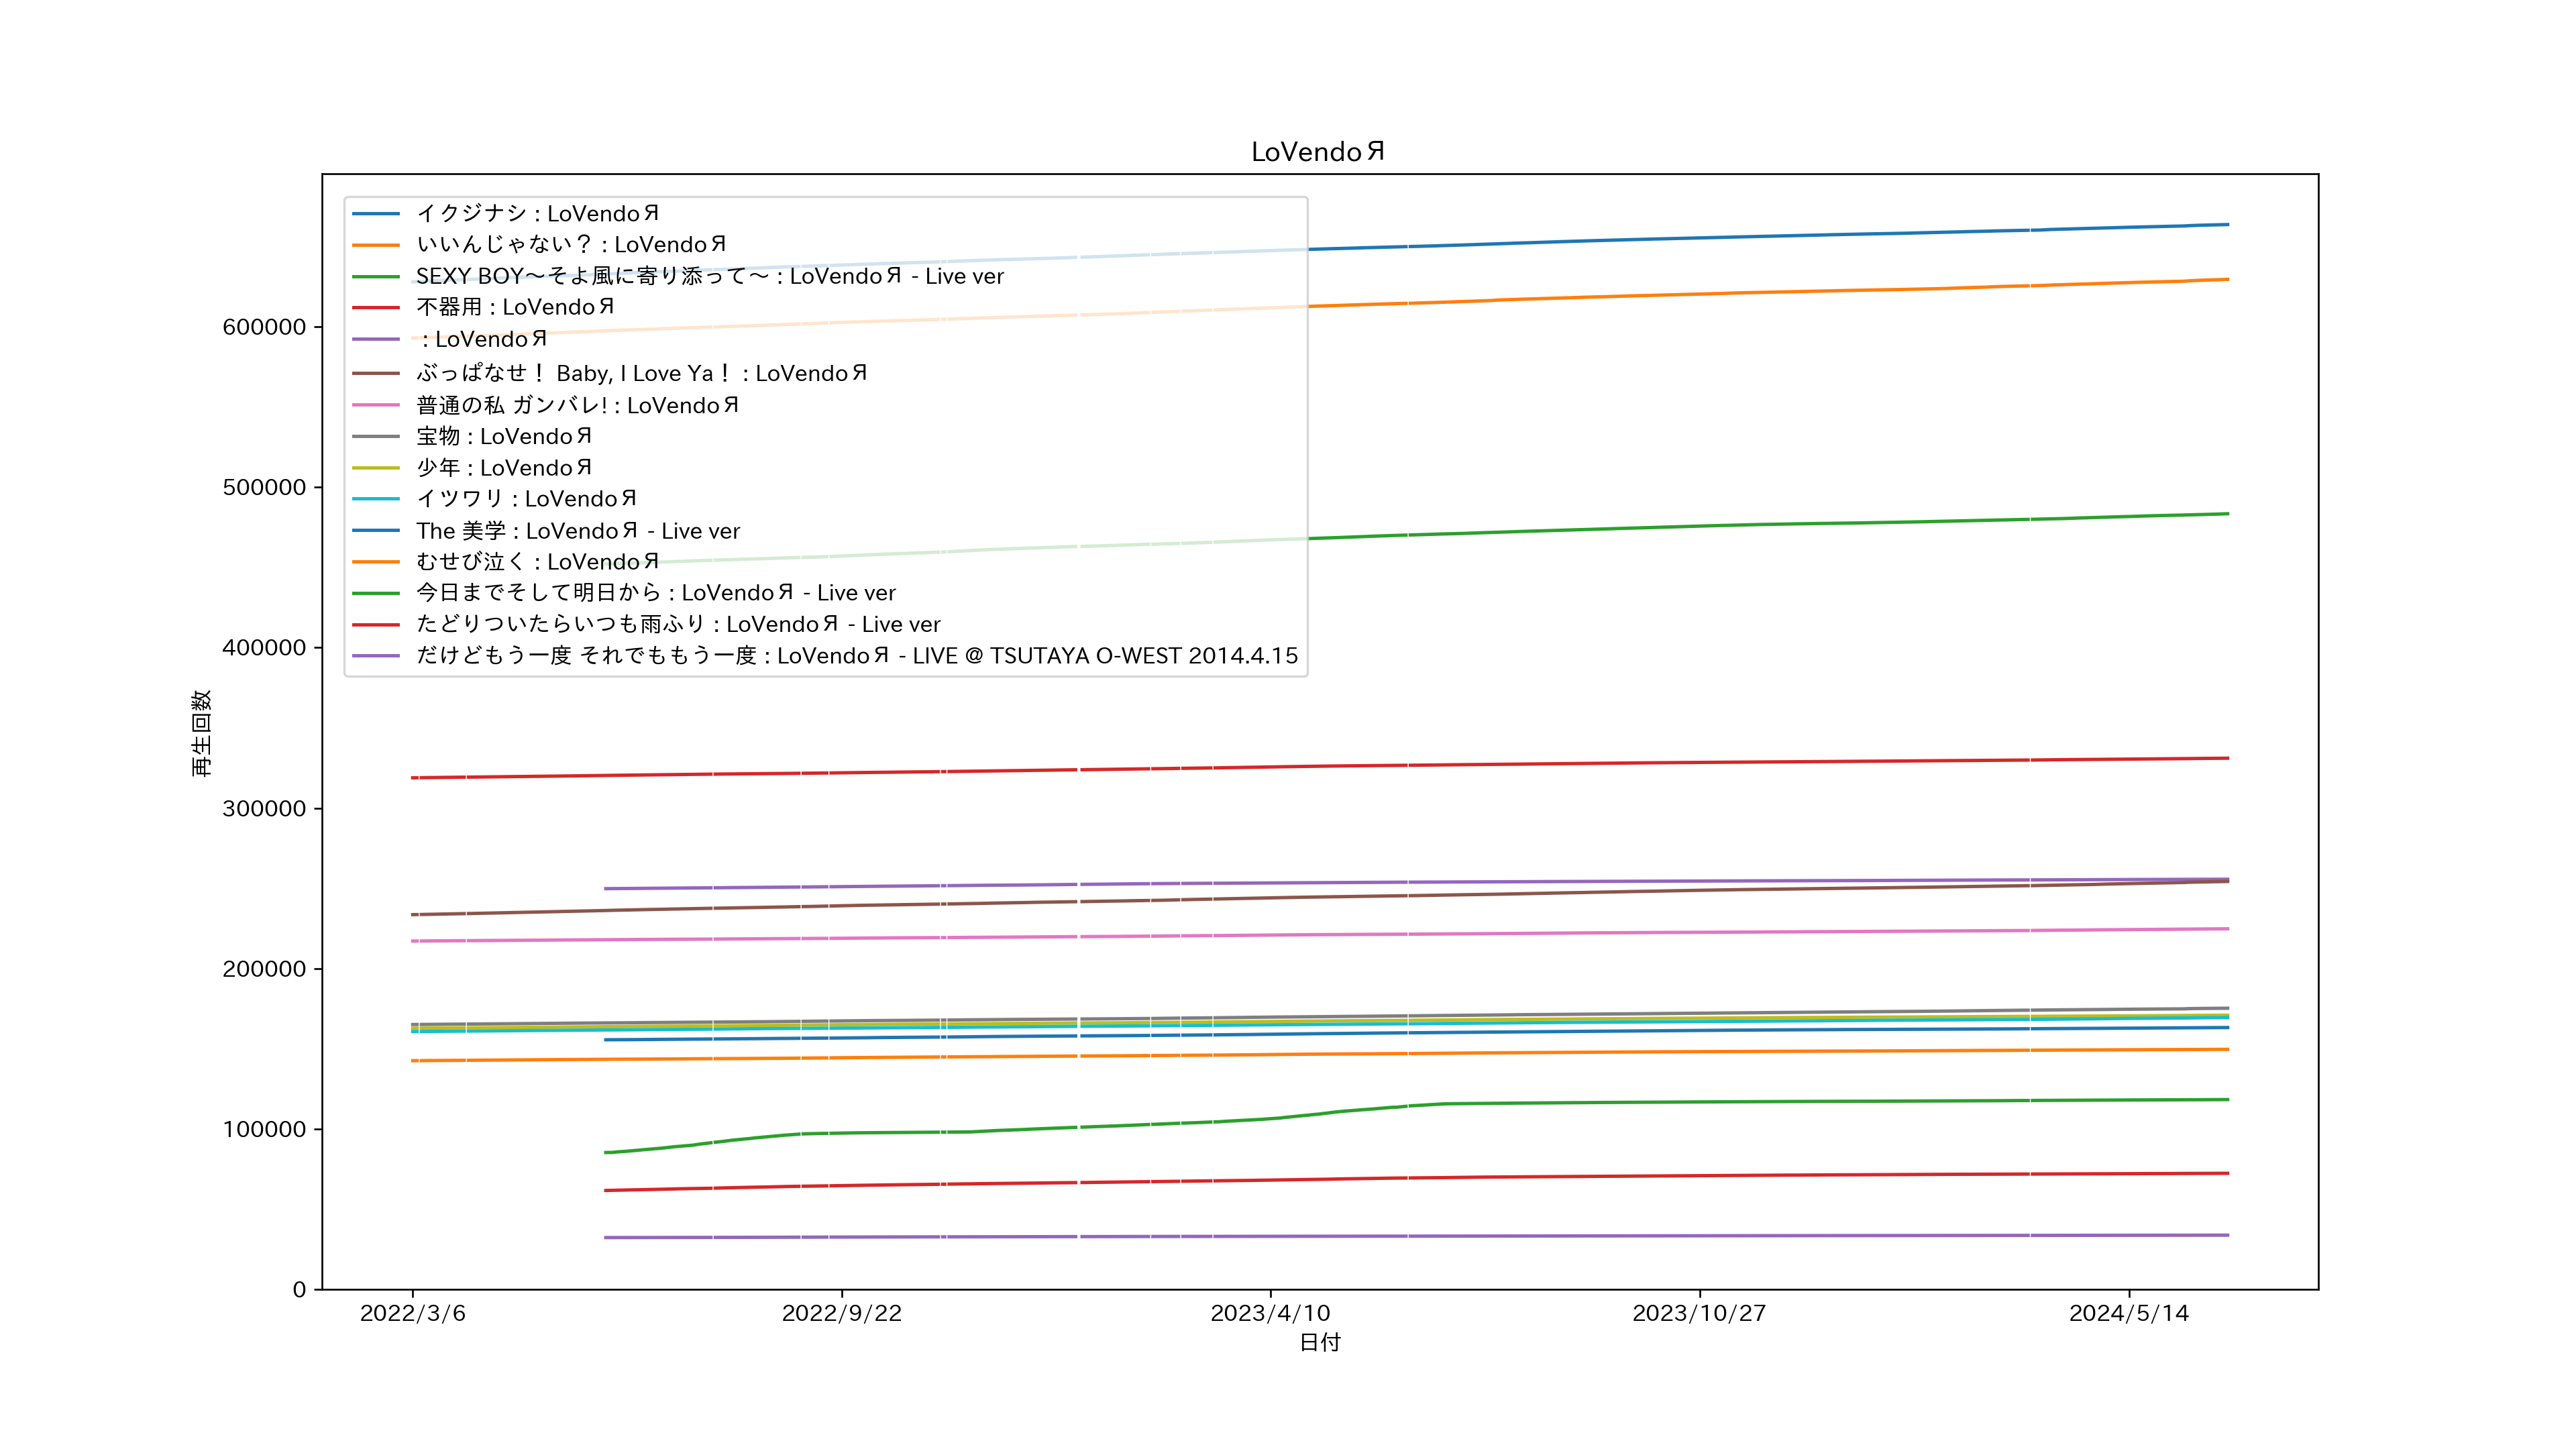 LoVendoЯ
イクジナシ : LoVendoЯ
いいんじゃない？ : LoVendoЯ
SEXY BOY～そよ風に寄り添って～ : LoVendoЯ - Live ver
不器用 : LoVendoЯ
: LoVendoЯ
ぶっぱなせ！ Baby, I Love Ya！ : LoVendoЯ
普通の私 ガンバレ! : LoVendoЯ
宝物 : LoVendoЯ
少年 : LoVendoЯ
イツワリ : LoVendoЯ
The 美学 : LoVendoЯ - Live ver
むせび泣く : LoVendoЯ
今日までそして明日から : LoVendoЯ - Live ver
たどりついたらいつも雨ふり : LoVendoЯ - Live ver
だけどもう一度 それでももう一度 : LoVendoЯ - LIVE @ TSUTAYA O-WEST 2014.4.15
600000
500000
400000
300000
200000
100000
0
再生回数
2022/3/6
2022/9/22
2023/4/10
2023/10/27
2024/5/14
日付